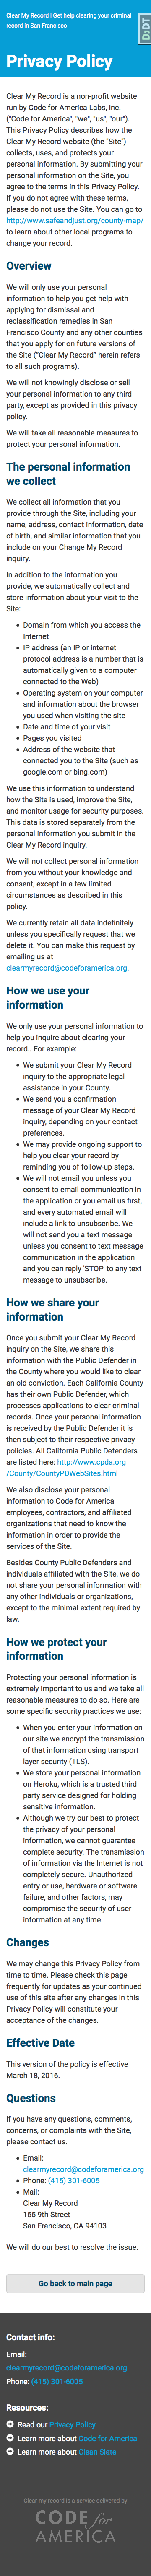 Clear My Record | Get help clearing your criminal
record in San Francisco
DjDT
Privacy Policy
Clear My Record is a non-profit website
run by Code for America Labs, Inc.
("Code for America", "we", "us", "our").
This Privacy Policy describes how the
Clear My Record website (the "Site")
collects, uses, and protects your
personal information. By submitting your
personal information on the Site, you
agree to the terms in this Privacy Policy.
If you do not agree with these terms,
please do not use the Site. You can go to
http://www.safeandjust.org/county-map/
to learn about other local programs to
change your record.
Overview
We will only use your personal
information to help you get help with
applying for dismissal and
reclassification remedies in San
Francisco County and any other counties
that you apply for on future versions of
the Site ("Clear My Record" herein refers
to all such programs).
We will not knowingly disclose or sell
your personal information to any third
party, except as provided in this privacy
policy.
We will take all reasonable measures to
protect your personal information.
The personal information
we collect
We collect all information that you
provide through the Site, including your
name, address, contact information, date
of birth, and similar information that you
include on your Change My Record
inquiry.
In addition to the information you
provide, we automatically collect and
store information about your visit to the
Site:
• Domain from which you access the
Internet
• IP address (an IP or internet
protocol address is a number that is
automatically given to a computer
connected to the Web)
• Operating system on your computer
and information about the browser
you used when visiting the site
• Date and time of your visit
• Pages you visited
• Address of the website that
connected you to the Site (such as
google.com or bing.com)
We use this information to understand
how the Site is used, improve the Site,
and monitor usage for security purposes.
This data is stored separately from the
personal information you submit in the
Clear My Record inquiry.
We will not collect personal information
from you without your knowledge and
consent, except in a few limited
circumstances as described in this
policy.
We currently retain all data indefinitely
unless you specifically request that we
delete it. You can make this request by
emailing us at
clearmyrecord@codeforamerica.org.
How we use your
information
We only use your personal information to
help you inquire about clearing your
record.. For example:
• We submit your Clear My Record
inquiry to the appropriate legal
assistance in your County.
• We send you a confirmation
message of your Clear My Record
inquiry, depending on your contact
preferences.
• We may provide ongoing support to
help you clear your record by
reminding you of follow-up steps.
• We will not email you unless you
consent to email communication in
the application or you email us first,
and every automated email will
include a link to unsubscribe. We
will not send you a text message
unless you consent to text message
communication in the application
and you can reply 'STOP' to any text
message to unsubscribe.
How we share your
information
Once you submit your Clear My Record
inquiry on the Site, we share this
information with the Public Defender in
the County where you would like to clear
an old conviction. Each California County
has their own Public Defender, which
processes applications to clear criminal
records. Once your personal information
is received by the Public Defender it is
then subject to their respective privacy
policies. All California Public Defenders
are listed here: http://www.cpda.org
/County/CountyPDWebSites.html
We also disclose your personal
information to Code for America
employees, contractors, and affiliated
organizations that need to know the
information in order to provide the
services of the Site.
Besides County Public Defenders and
individuals affiliated with the Site, we do
not share your personal information with
any other individuals or organizations,
except to the minimal extent required by
law.
How we protect your
information
Protecting your personal information is
extremely important to us and we take all
reasonable measures to do so. Here are
some specific security practices we use:
• When you enter your information on
our site we encrypt the transmission
of that information using transport
layer security (TLS).
• We store your personal information
on Heroku, which is a trusted third
party service designed for holding
sensitive information.
• Although we try our best to protect
the privacy of your personal
information, we cannot guarantee
complete security. The transmission
of information via the Internet is not
completely secure. Unauthorized
entry or use, hardware or software
failure, and other factors, may
compromise the security of user
information at any time.
Changes
We may change this Privacy Policy from
time to time. Please check this page
frequently for updates as your continued
use of this site after any changes in this
Privacy Policy will constitute your
acceptance of the changes.
Effective Date
This version of the policy is effective
March 18, 2016.
Questions
If you have any questions, comments,
concerns, or complaints with the Site,
please contact us.
• Email:
clearmyrecord@codeforamerica.org
• Phone: (415) 301-6005
• Mail:
Clear My Record
155 9th Street
San Francisco, CA 94103
We will do our best to resolve the issue.
Go back to main page
Contact info:
Email:
clearmyrecord@codeforamerica.org
Phone: (415) 301-6005
Resources:
Read our Privacy Policy
Learn more about Code for America
Learn more about Clean Slate
Clear my record is a service delivered by
CODE for
AMERICA